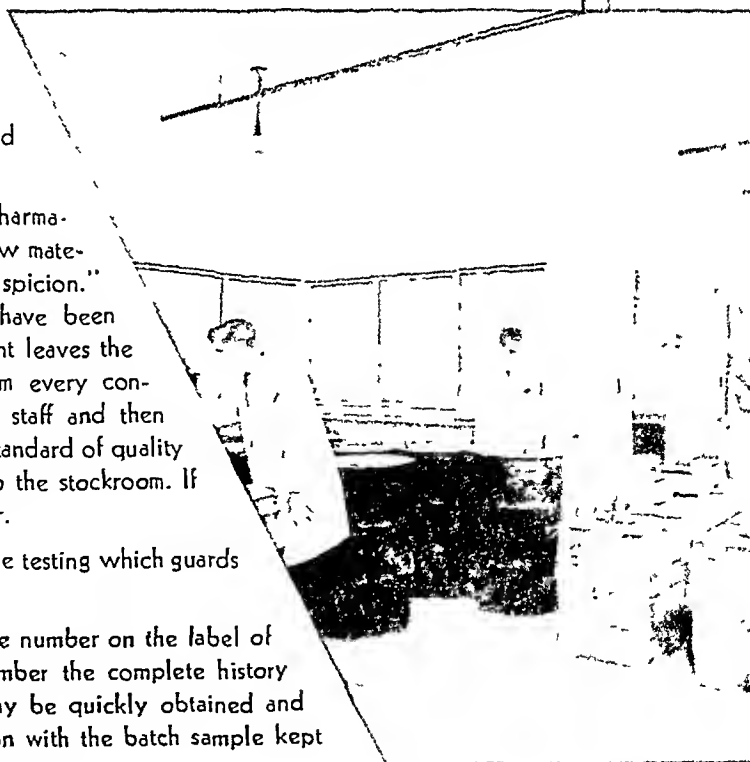 d
harma-
w mate-
spicion."
have been
nt leaves the
m every con-
staff and then
tandard of quality
o the stockroom. If
r.
e testing which guards
e number on the label of
mber the complete history
ay be quickly obtained and
on with the batch sample kept